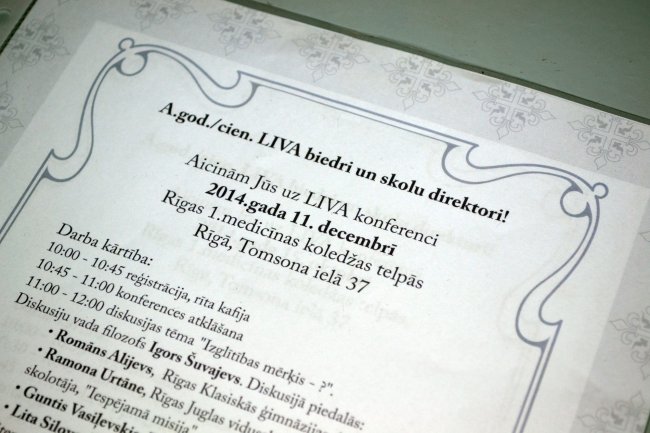 A.god./cien. LIVA biedri un skolu direktori!
Aicinām Jūs uz LIVA konferenci
2014.gada 11. decembrī
Rīgas 1.medicīnas koledžas telpās
Rīgā, Tomsona ielā 37
Darba kārtība:
10:00 - 10:45 reģistrācija, rīta kafija
10:45 - 11:00 konferences atklāšana
11:00 - 12:00 diskusijas tēma "Izglītības mērķis - ?".
Diskusiju vada filozofs Igors Šuvajevs. Diskusijā piedalās:
• Romāns Alijevs, Rīgas Klasiskās ģimnāzijas
• Ramona Urtāne, Rīgas Juglas
skolotāja, "Iespējamā misija"
• Guntis Vasiļevskis
• Lita